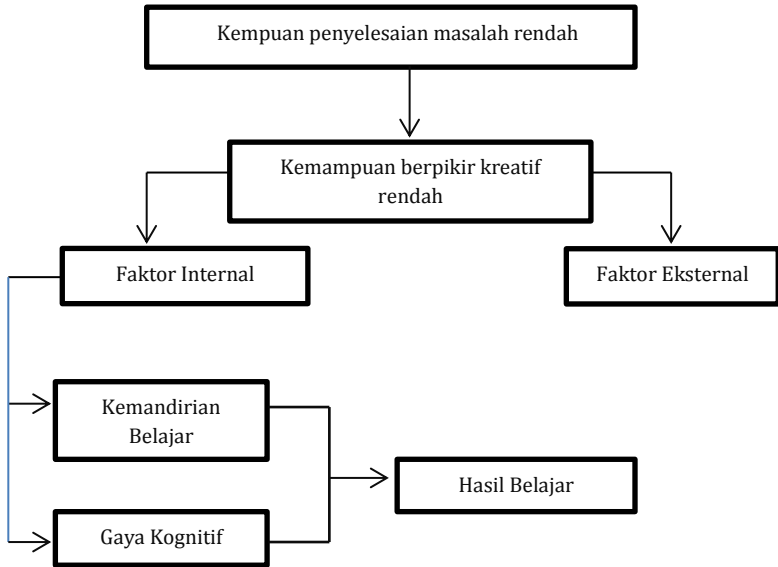 Kempuan penyelesaian masalah rendah
Kemampuan berpikir kreatif
rendah
Faktor Internal
Faktor Eksternal
Kemandirian
Belajar
Hasil Belajar
Gaya Kognitif